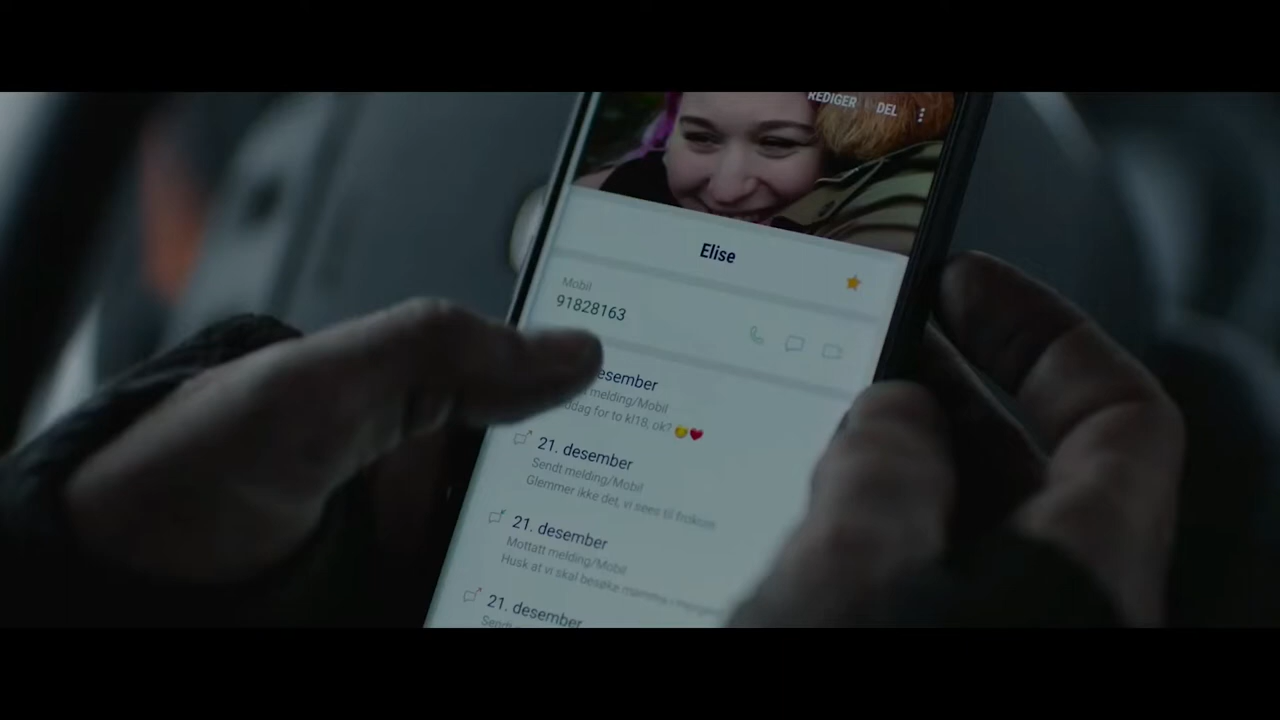 REDIGER DEL
Elise
Mobil
91828163
esember
melding/Mobil
for to kl18, ok? 😏❤️
21. desember
Sendt melding/Mobil
Glemmer ikke det, vi sees til frokost
21. desember
Mottatt melding/Mobil
Husk at vi skal besøke mamma i
21. desember